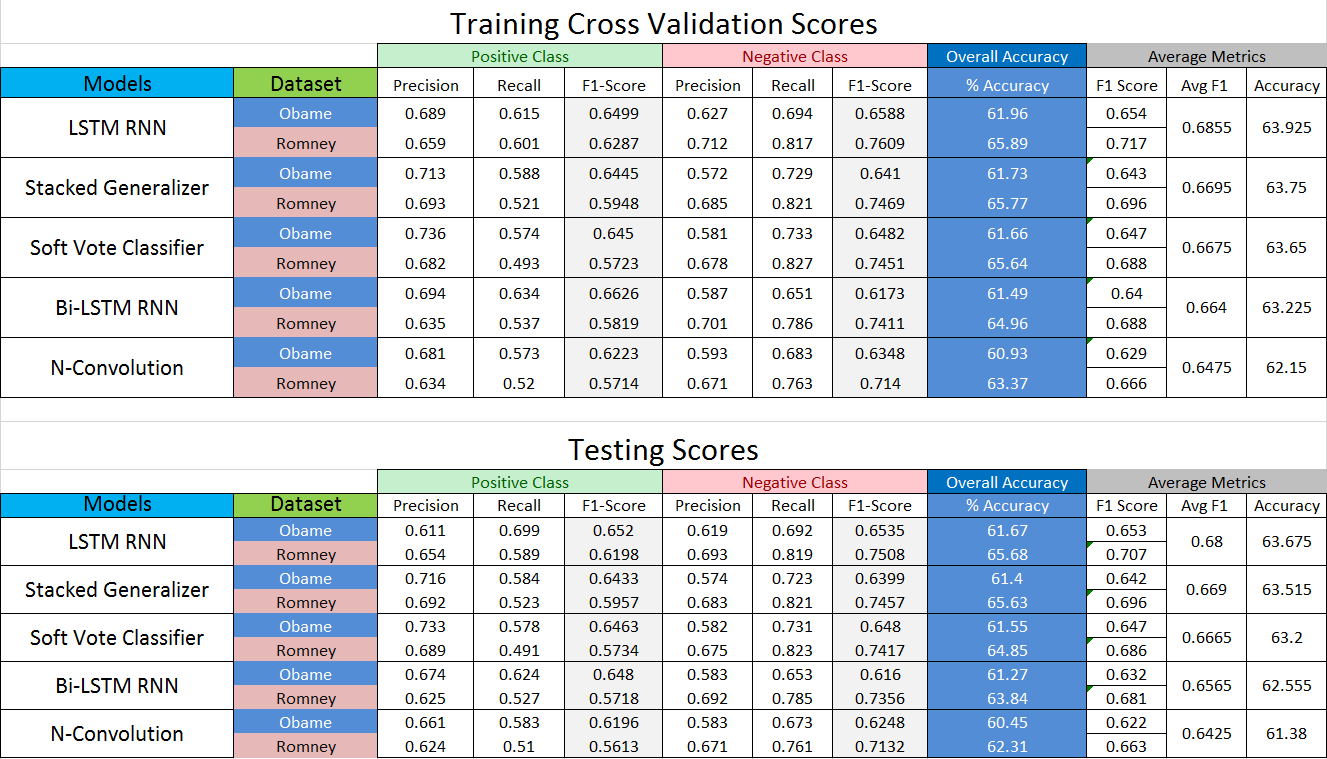 Training Cross Validation Scores
Positive Class Negative Class Overall Accuracy Average Metrics
Models Dataset Precision Recall F1-Score Precision Recall F1-Score % Accuracy F1 Score Avg F1 Accuracy
LSTM RNN Obame 0.689 0.615 0.6499 0.627 0.694 0.6588 61.96 0.654 0.6855 63.925
Romney 0.659 0.601 0.6287 0.712 0.817 0.7609 65.89 0.717
Stacked Generalizer Obame 0.713 0.588 0.6445 0.572 0.729 0.641 61.73 0.643 0.6695 63.75
Romney 0.693 0.521 0.5948 0.685 0.821 0.7469 65.77 0.696
Soft Vote Classifier Obame 0.736 0.574 0.645 0.581 0.733 0.6482 61.66 0.647 0.6675 63.65
Romney 0.682 0.493 0.5723 0.678 0.827 0.7451 65.64 0.688
Bi-LSTM RNN Obame 0.694 0.634 0.6626 0.587 0.651 0.6173 61.49 0.64 0.664 63.225
Romney 0.635 0.537 0.5819 0.701 0.786 0.7411 64.96 0.688
N-Convolution Obame 0.681 0.573 0.6223 0.593 0.683 0.6348 60.93 0.629 0.6475 62.15
Romney 0.634 0.52 0.5714 0.671 0.763 0.714 63.37 0.666
Testing Scores
Positive Class Negative Class Overall Accuracy Average Metrics
Models Dataset Precision Recall F1-Score Precision Recall F1-Score % Accuracy F1 Score Avg F1 Accuracy
LSTM RNN Obame 0.611 0.699 0.652 0.619 0.692 0.6535 61.67 0.653 0.68 63.675
Romney 0.654 0.589 0.6198 0.693 0.819 0.7508 65.68 0.707
Stacked Generalizer Obame 0.716 0.584 0.6433 0.574 0.723 0.6399 61.4 0.642 0.669 63.515
Romney 0.692 0.523 0.5957 0.683 0.821 0.7457 65.63 0.696
Soft Vote Classifier Obame 0.733 0.578 0.6463 0.582 0.731 0.648 61.55 0.647 0.6665 63.2
Romney 0.689 0.491 0.5734 0.675 0.823 0.7417 64.85 0.686
Bi-LSTM RNN Obame 0.674 0.624 0.648 0.583 0.653 0.616 61.27 0.632 0.6565 62.555
Romney 0.625 0.527 0.5718 0.692 0.785 0.7356 63.84 0.681
N-Convolution Obame 0.661 0.583 0.6196 0.583 0.673 0.6248 60.45 0.622 0.6425 61.38
Romney 0.624 0.51 0.5613 0.671 0.761 0.7132 62.31 0.663